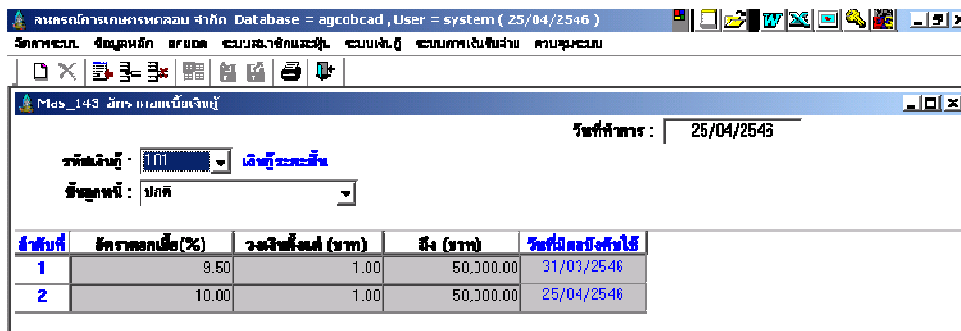 สหกรณ์การเกษตรทดลอบ จำกัด Database = agcobcad ,User = system ( 25/04/2546 )
จัดการระบบ ข้อมูลหลัก ยกยอด ระบบสมาชิกและหุ้น ระบบเงินกู้ ระบบการเงินรับจ่าย ควบคุมระบบ
Mas_143 อัตราดอกเบี้ยเงินกู้
วันที่ทำการ : 25/04/2546
รหัสเงินกู้ : 101 เงินกู้ระยะสั้น
ชั้นลูกหนี้ : ปกติ
ลำดับที่ อัตราดอกเบี้ย(%) วงเงินตั้งแต่ (บาท) ถึง (บาท) วันที่มีผลบังคับใช้
1 9.50 1.00 50,000.00 31/03/2546
2 10.00 1.00 50,000.00 25/04/2546